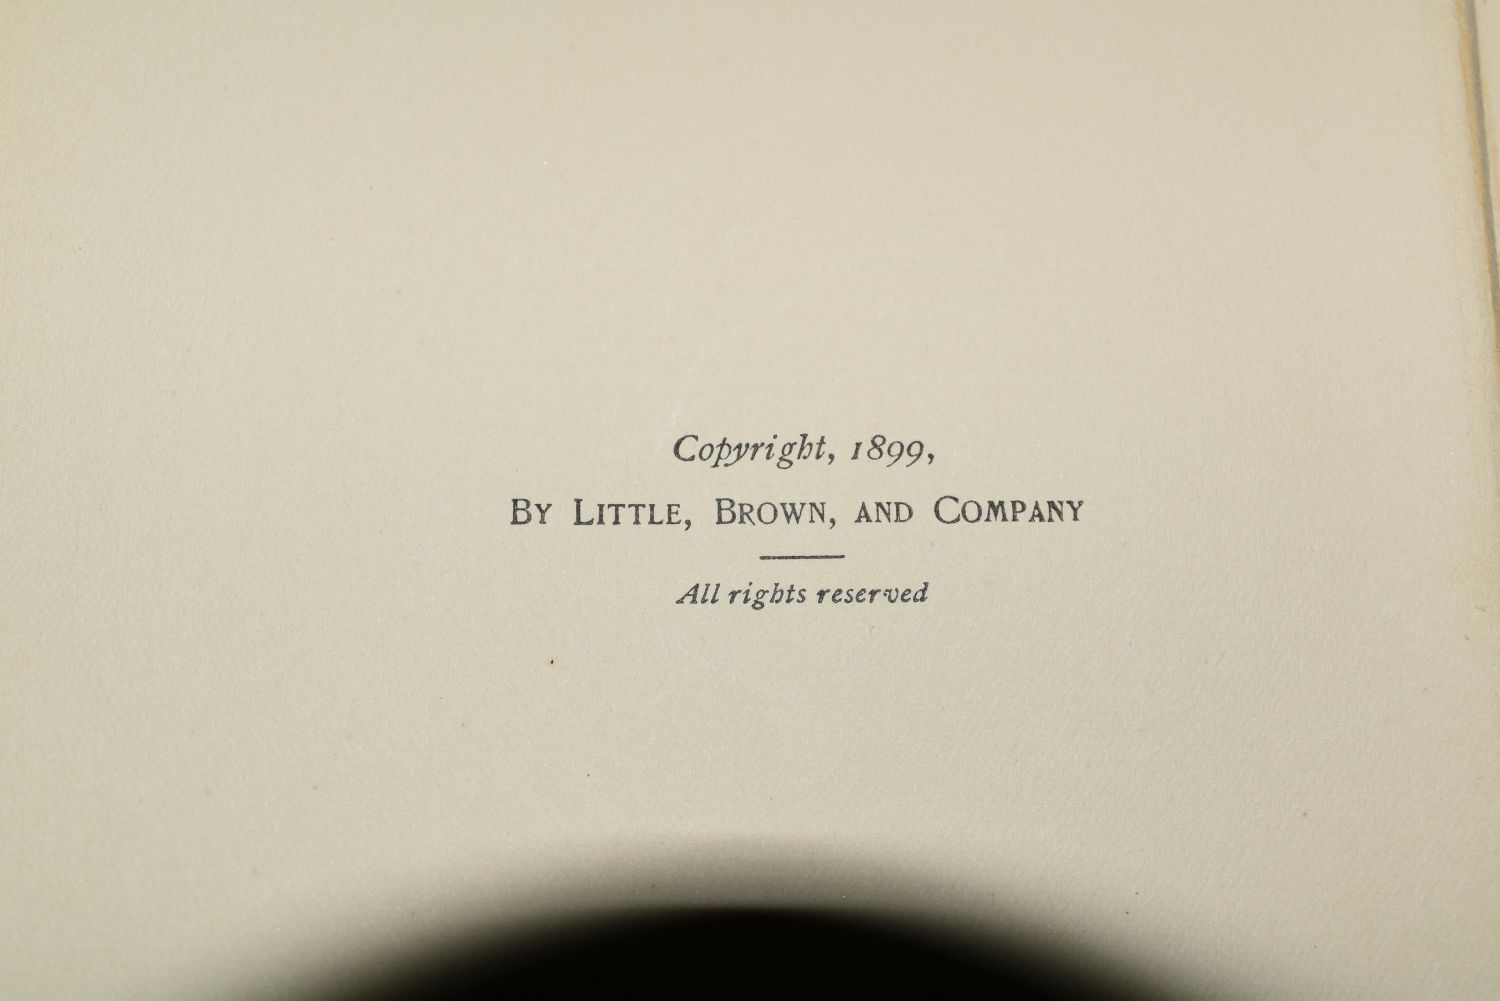 Copyright, 1899,
By Little, Brown, and Company
All rights reserved